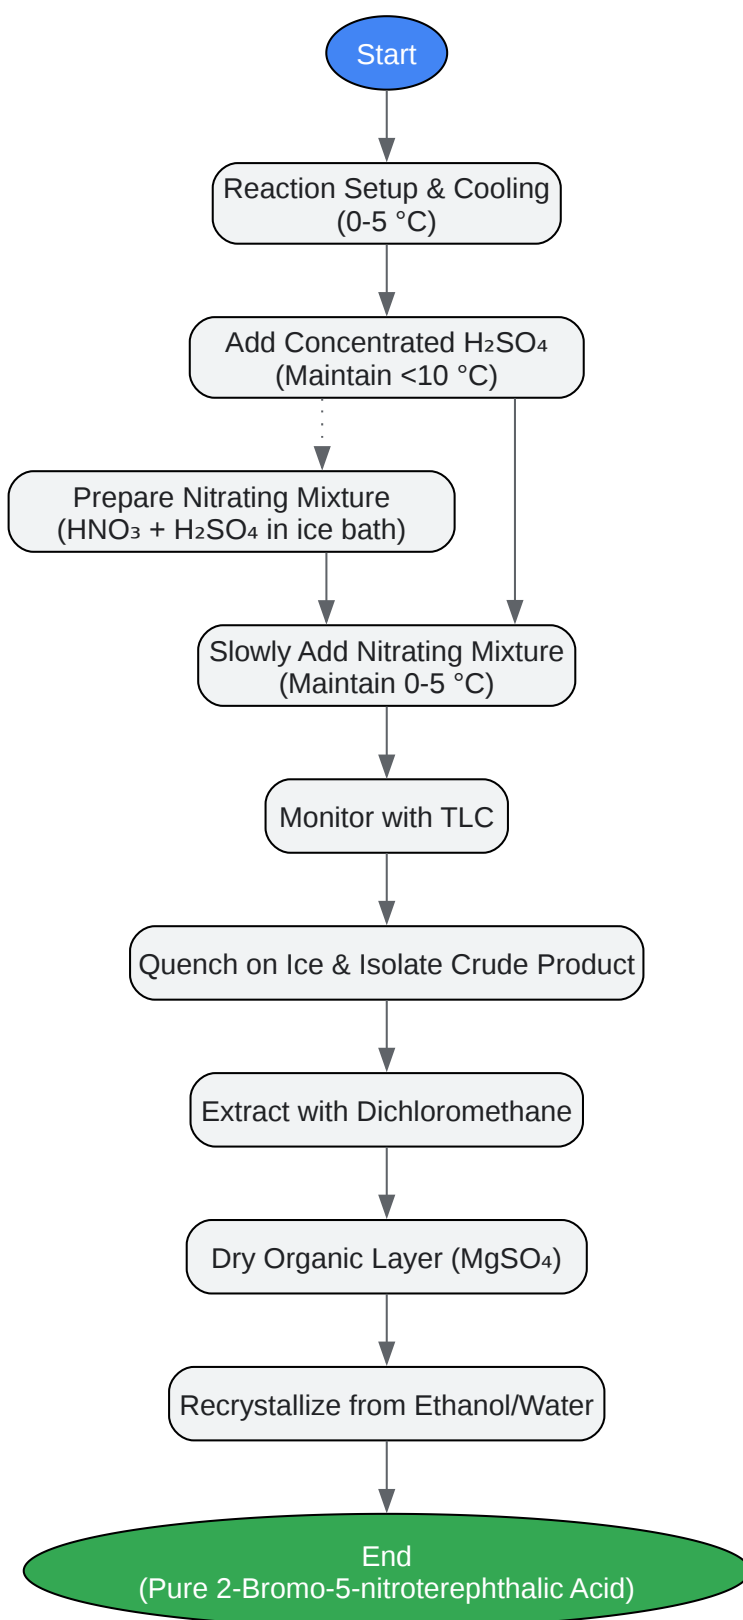 Start
Reaction Setup & Cooling
(0-5 °C)
Add Concentrated H₂SO₄
(Maintain <10 °C)
Prepare Nitrating Mixture
(HNO₃ + H₂SO₄ in ice bath)
Slowly Add Nitrating Mixture
(Maintain 0-5 °C)
Monitor with TLC
Quench on Ice & Isolate Crude Product
Extract with Dichloromethane
Dry Organic Layer (MgSO₄)
Recrystallize from Ethanol/Water
End
(Pure 2-Bromo-5-nitroterephthalic Acid)